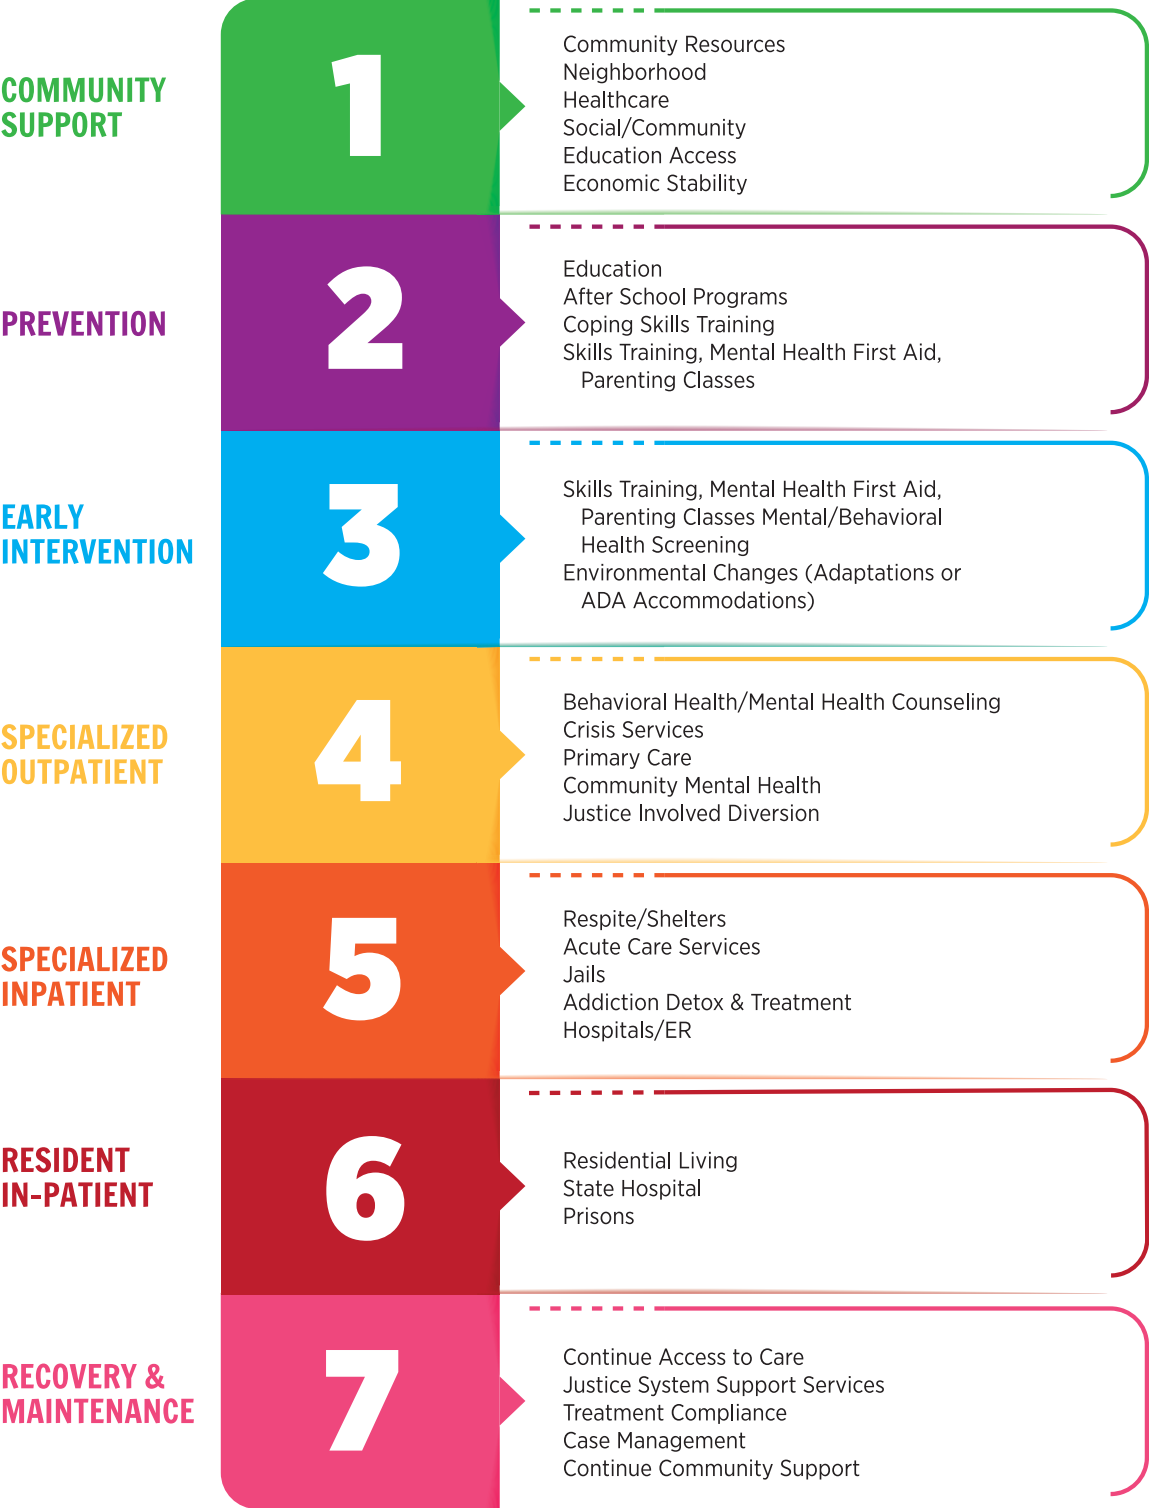 COMMUNITY
SUPPORT
1
Community Resources
Neighborhood
Healthcare
Social/Community
Education Access
Economic Stability
PREVENTION
2
Education
After School Programs
Coping Skills Training
Skills Training, Mental Health First Aid,
Parenting Classes
EARLY
INTERVENTION
3
Skills Training, Mental Health First Aid,
Parenting Classes Mental/Behavioral
Health Screening
Environmental Changes (Adaptations or
ADA Accommodations)
SPECIALIZED
OUTPATIENT
4
Behavioral Health/Mental Health Counseling
Crisis Services
Primary Care
Community Mental Health
Justice Involved Diversion
SPECIALIZED
INPATIENT
5
Respite/Shelters
Acute Care Services
Jails
Addiction Detox & Treatment
Hospitals/ER
RESIDENT
IN-PATIENT
6
Residential Living
State Hospital
Prisons
RECOVERY &
MAINTENANCE
7
Continue Access to Care
Justice System Support Services
Treatment Compliance
Case Management
Continue Community Support